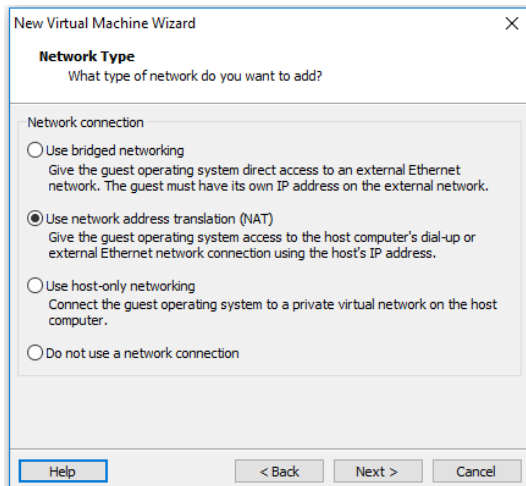 New Virtual Machine Wizard
Network Type
What type of network do you want to add?
Network connection
Use bridged networking
Give the guest operating system direct access to an external Ethernet
network. The guest must have its own IP address on the external network.
Use network address translation (NAT)
Give the guest operating system access to the host computer's dial-up or
external Ethernet network connection using the host's IP address.
Use host-only networking
Connect the guest operating system to a private virtual network on the host
computer.
Do not use a network connection
Help < Back Next > Cancel